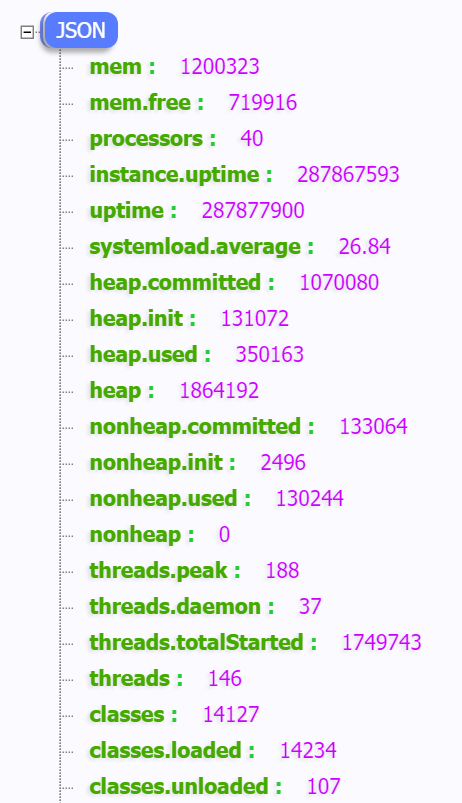 JSON
mem : 1200323
mem.free : 719916
processors : 40
instance.uptime : 287867593
uptime : 287877900
systemload.average : 26.84
heap.committed : 1070080
heap.init : 131072
heap.used : 350163
heap : 1864192
nonheap.committed : 133064
nonheap.init : 2496
nonheap.used : 130244
nonheap : 0
threads.peak : 188
threads.daemon : 37
threads.totalStarted : 1749743
threads : 146
classes : 14127
classes.loaded : 14234
classes.unloaded : 107